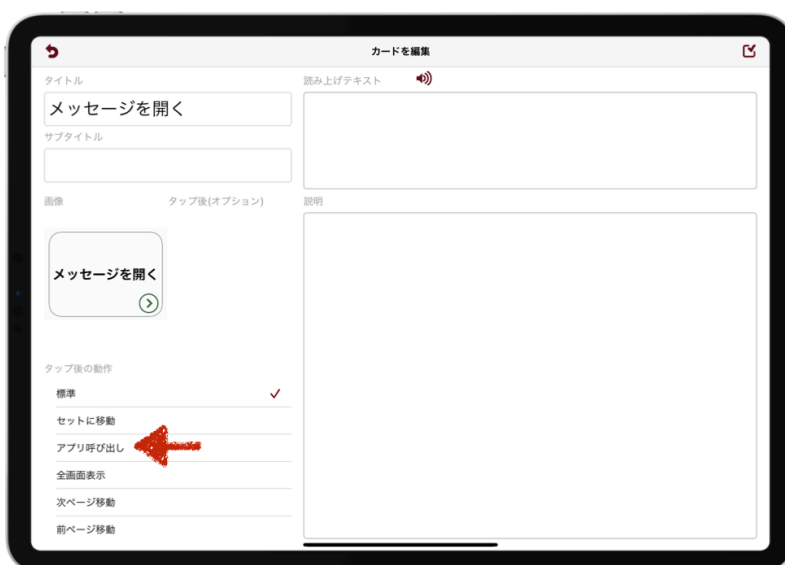 カードを編集
タイトル
メッセージを開く
サブタイトル
画像
タップ後(オプション)
メッセージを開く
タップ後の動作
標準
セットに移動
アプリ呼び出し
全画面表示
次ページ移動
前ページ移動
読み上げテキスト
説明